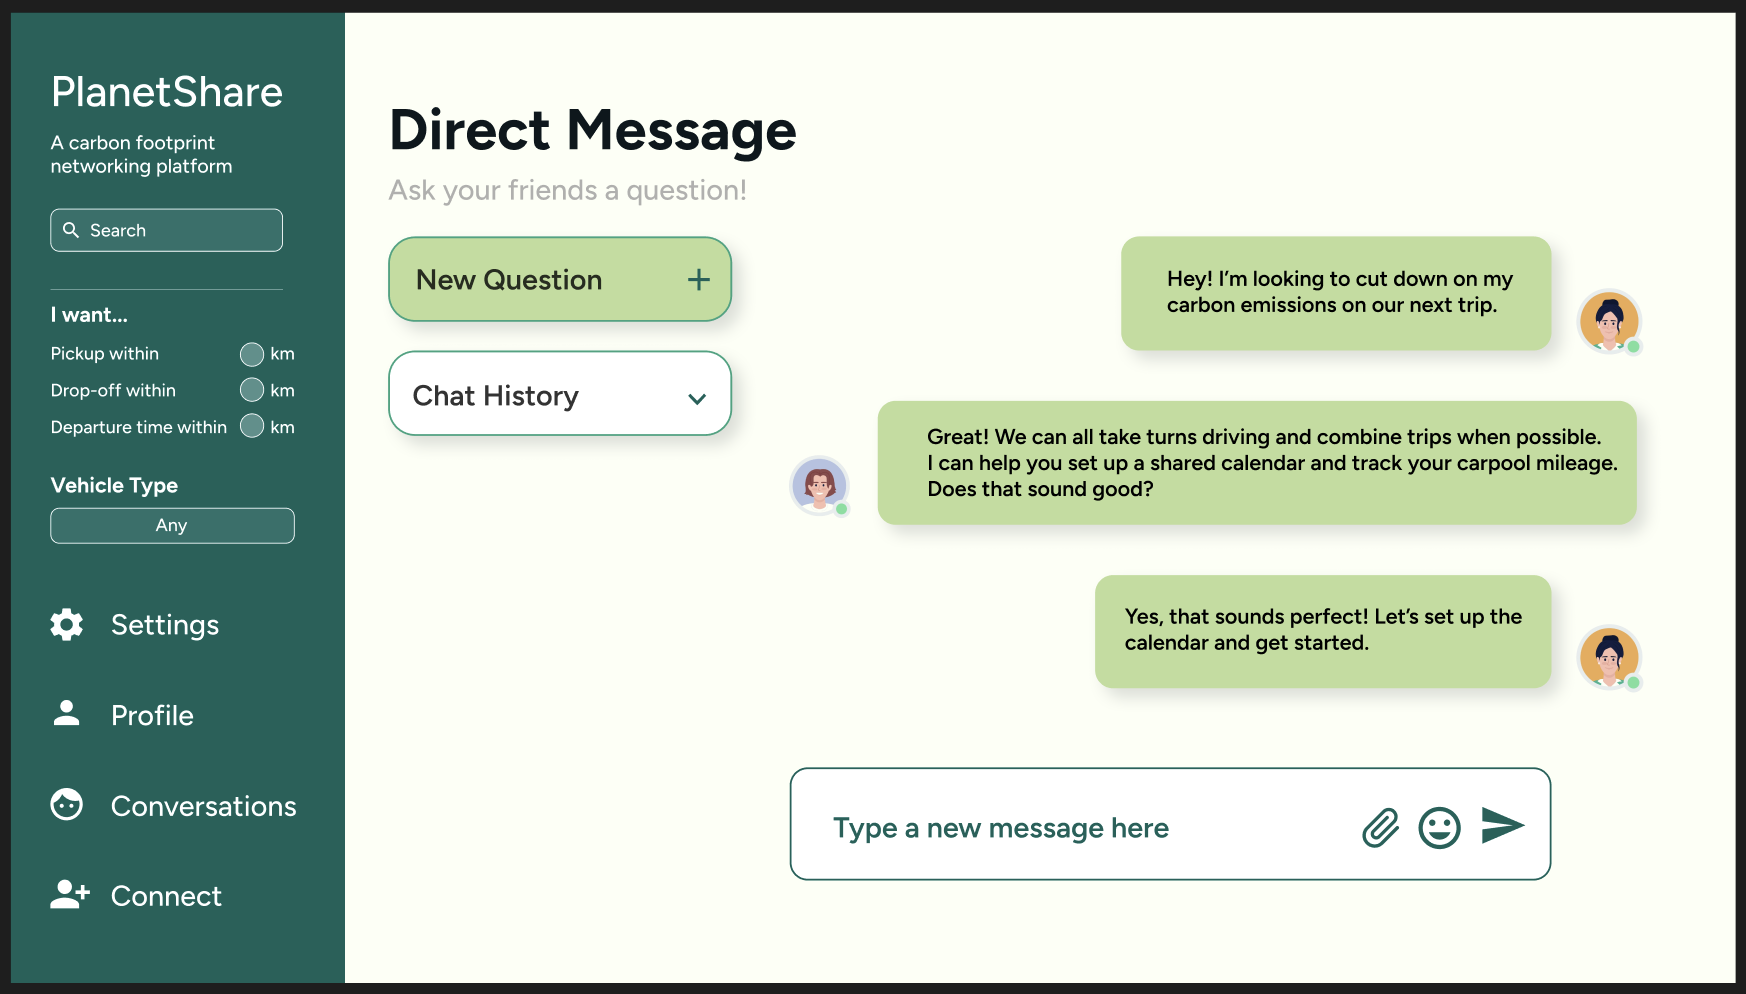 PlanetShare
A carbon footprint
networking platform
Search
I want...
Pickup within km
Drop-off within km
Departure time within km
Vehicle Type
Any
Settings
Profile
Conversations
Connect
Direct Message
Ask your friends a question!
New Question
Chat History
Hey! I’m looking to cut down on my
carbon emissions on our next trip.
Great! We can all take turns driving and combine trips when possible.
I can help you set up a shared calendar and track your carpool mileage.
Does that sound good?
Yes, that sounds perfect! Let’s set up the
calendar and get started.
Type a new message here